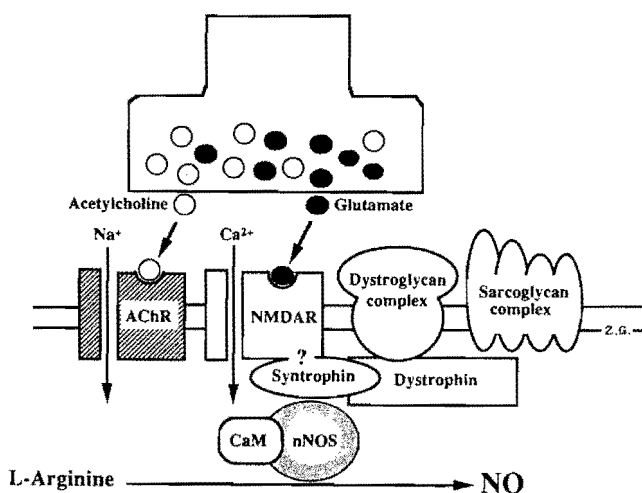 Acetylcholine
Glutamate
Na⁺
Ca²⁺
Dystroglycan
complex
Sarcoglycan
complex
AChR
NMDAR
Z.G.
?
Syntrophin
Dystrophin
CaM
nNOS
L-Arginine
NO